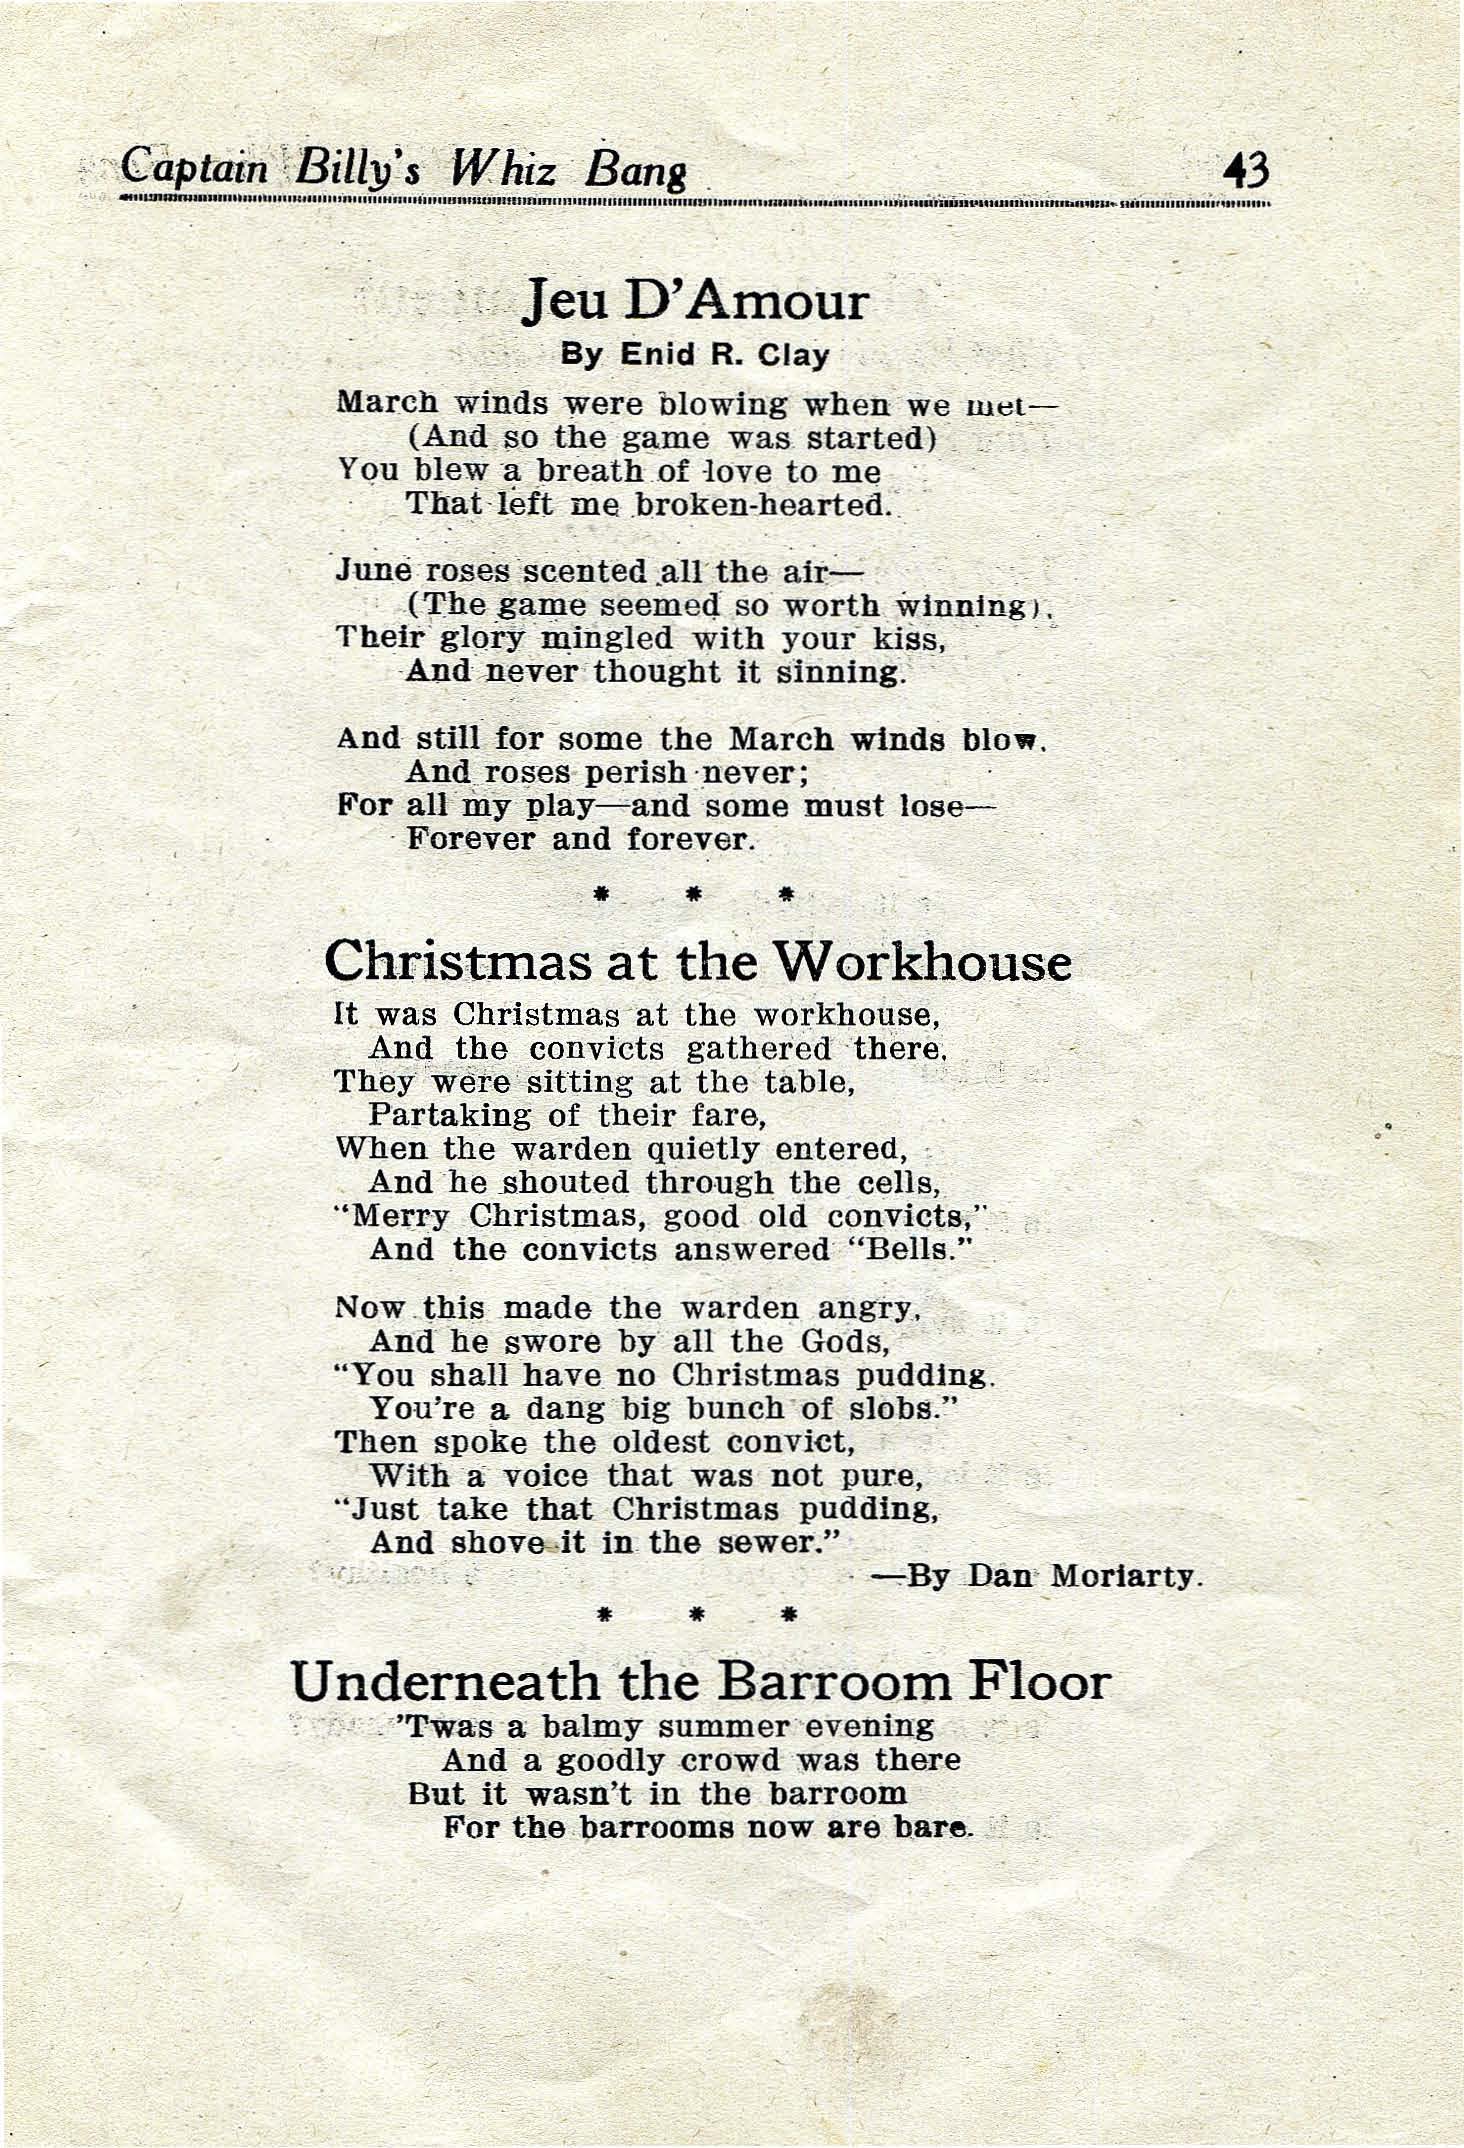 Captain Billy's Whiz Bang 43
Jeu D'Amour
By Enid R. Clay
March winds were blowing when we met—
(And so the game was started)
You blew a breath of love to me
That left me broken-hearted.
June roses scented all the air—
(The game seemed so worth winning),
Their glory mingled with your kiss,
And never thought it sinning.
And still for some the March winds blow.
And roses perish never;
For all my play—and some must lose—
Forever and forever.
* * *
Christmas at the Workhouse
It was Christmas at the workhouse,
And the convicts gathered there.
They were sitting at the table,
Partaking of their fare,
When the warden quietly entered,
And he shouted through the cells,
"Merry Christmas, good old convicts,"
And the convicts answered "Bells."
Now this made the warden angry,
And he swore by all the Gods,
"You shall have no Christmas pudding.
You're a dang big bunch of slobs."
Then spoke the oldest convict,
With a voice that was not pure,
"Just take that Christmas pudding,
And shove it in the sewer."
—By Dan Moriarty.
* * *
Underneath the Barroom Floor
'Twas a balmy summer evening
And a goodly crowd was there
But it wasn't in the barroom
For the barrooms now are bare.